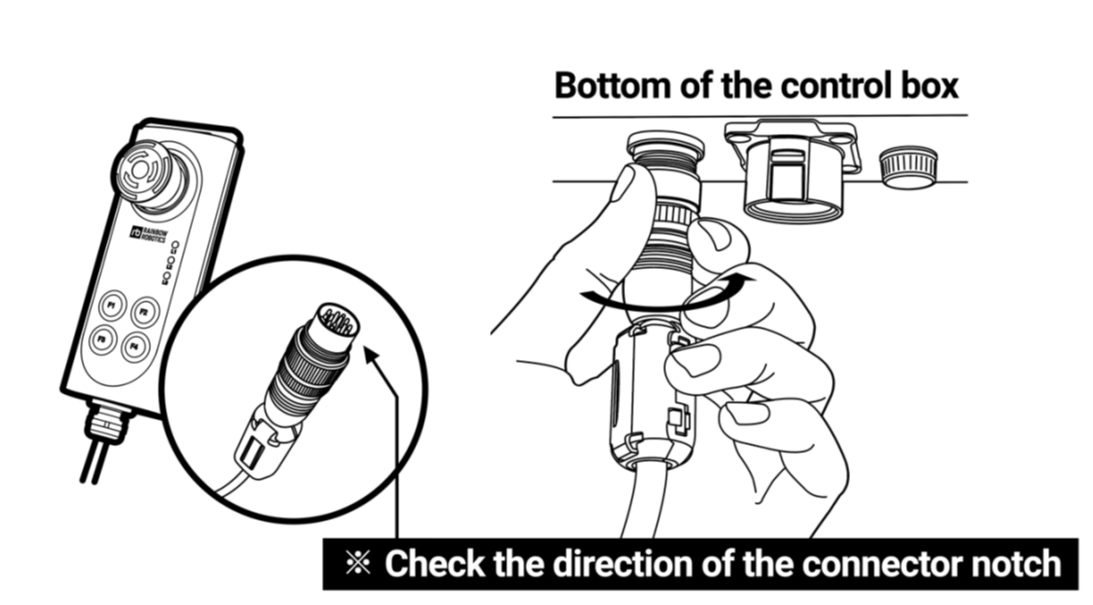 Bottom of the control box
rb RAINBOW
ROBOTICS
F1
F2
F3
F4
※ Check the direction of the connector notch